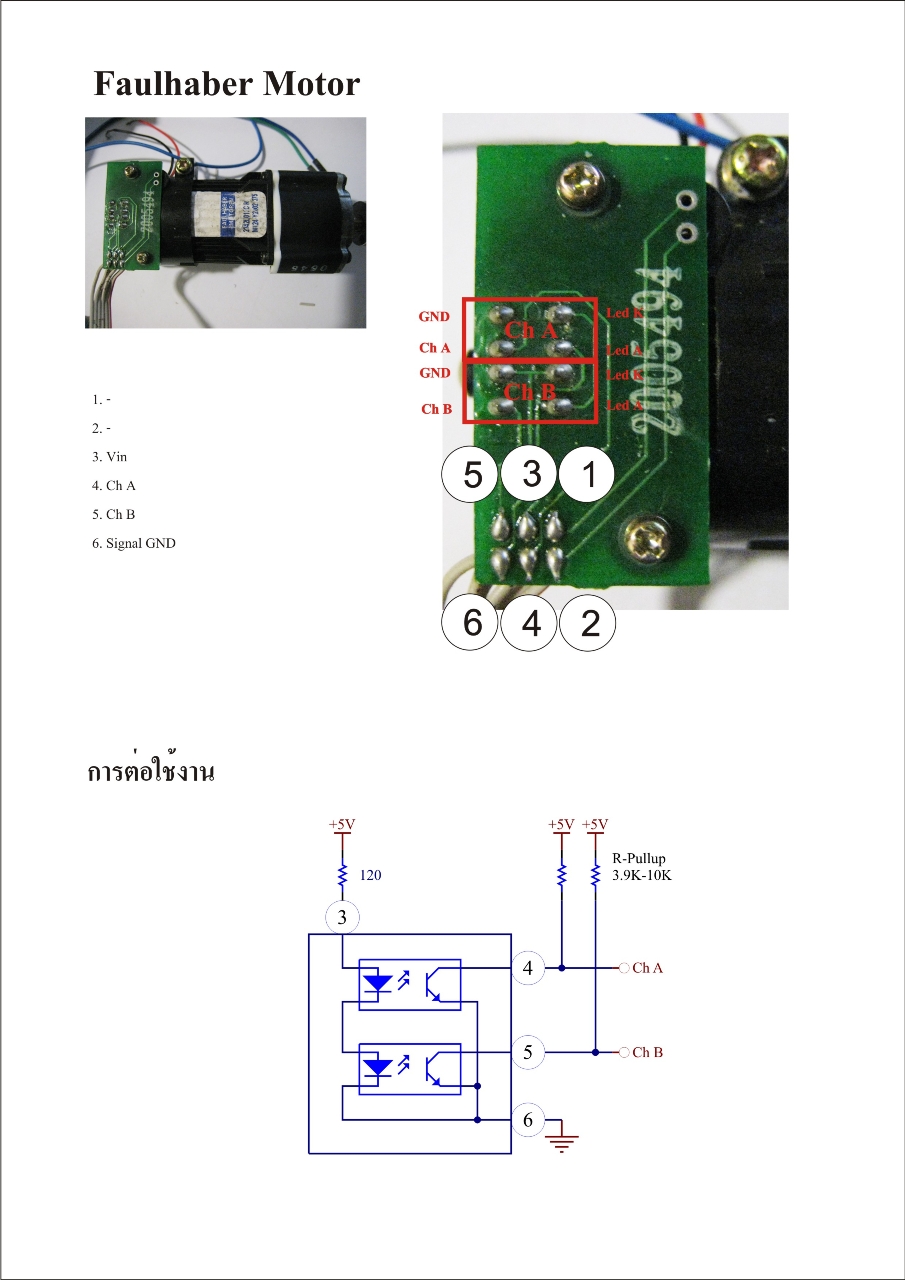 Faulhaber Motor
2005494
GND
Led K
Ch A
Ch A
Led A
GND
Led K
Ch B
Ch B
Led A
1. -
2. -
3. Vin
4. Ch A
5. Ch B
6. Signal GND
5 3 1
6 4 2
การต่อใช้งาน
+5V
+5V +5V
120
R-Pullup
3.9K-10K
3
4
Ch A
5
Ch B
6